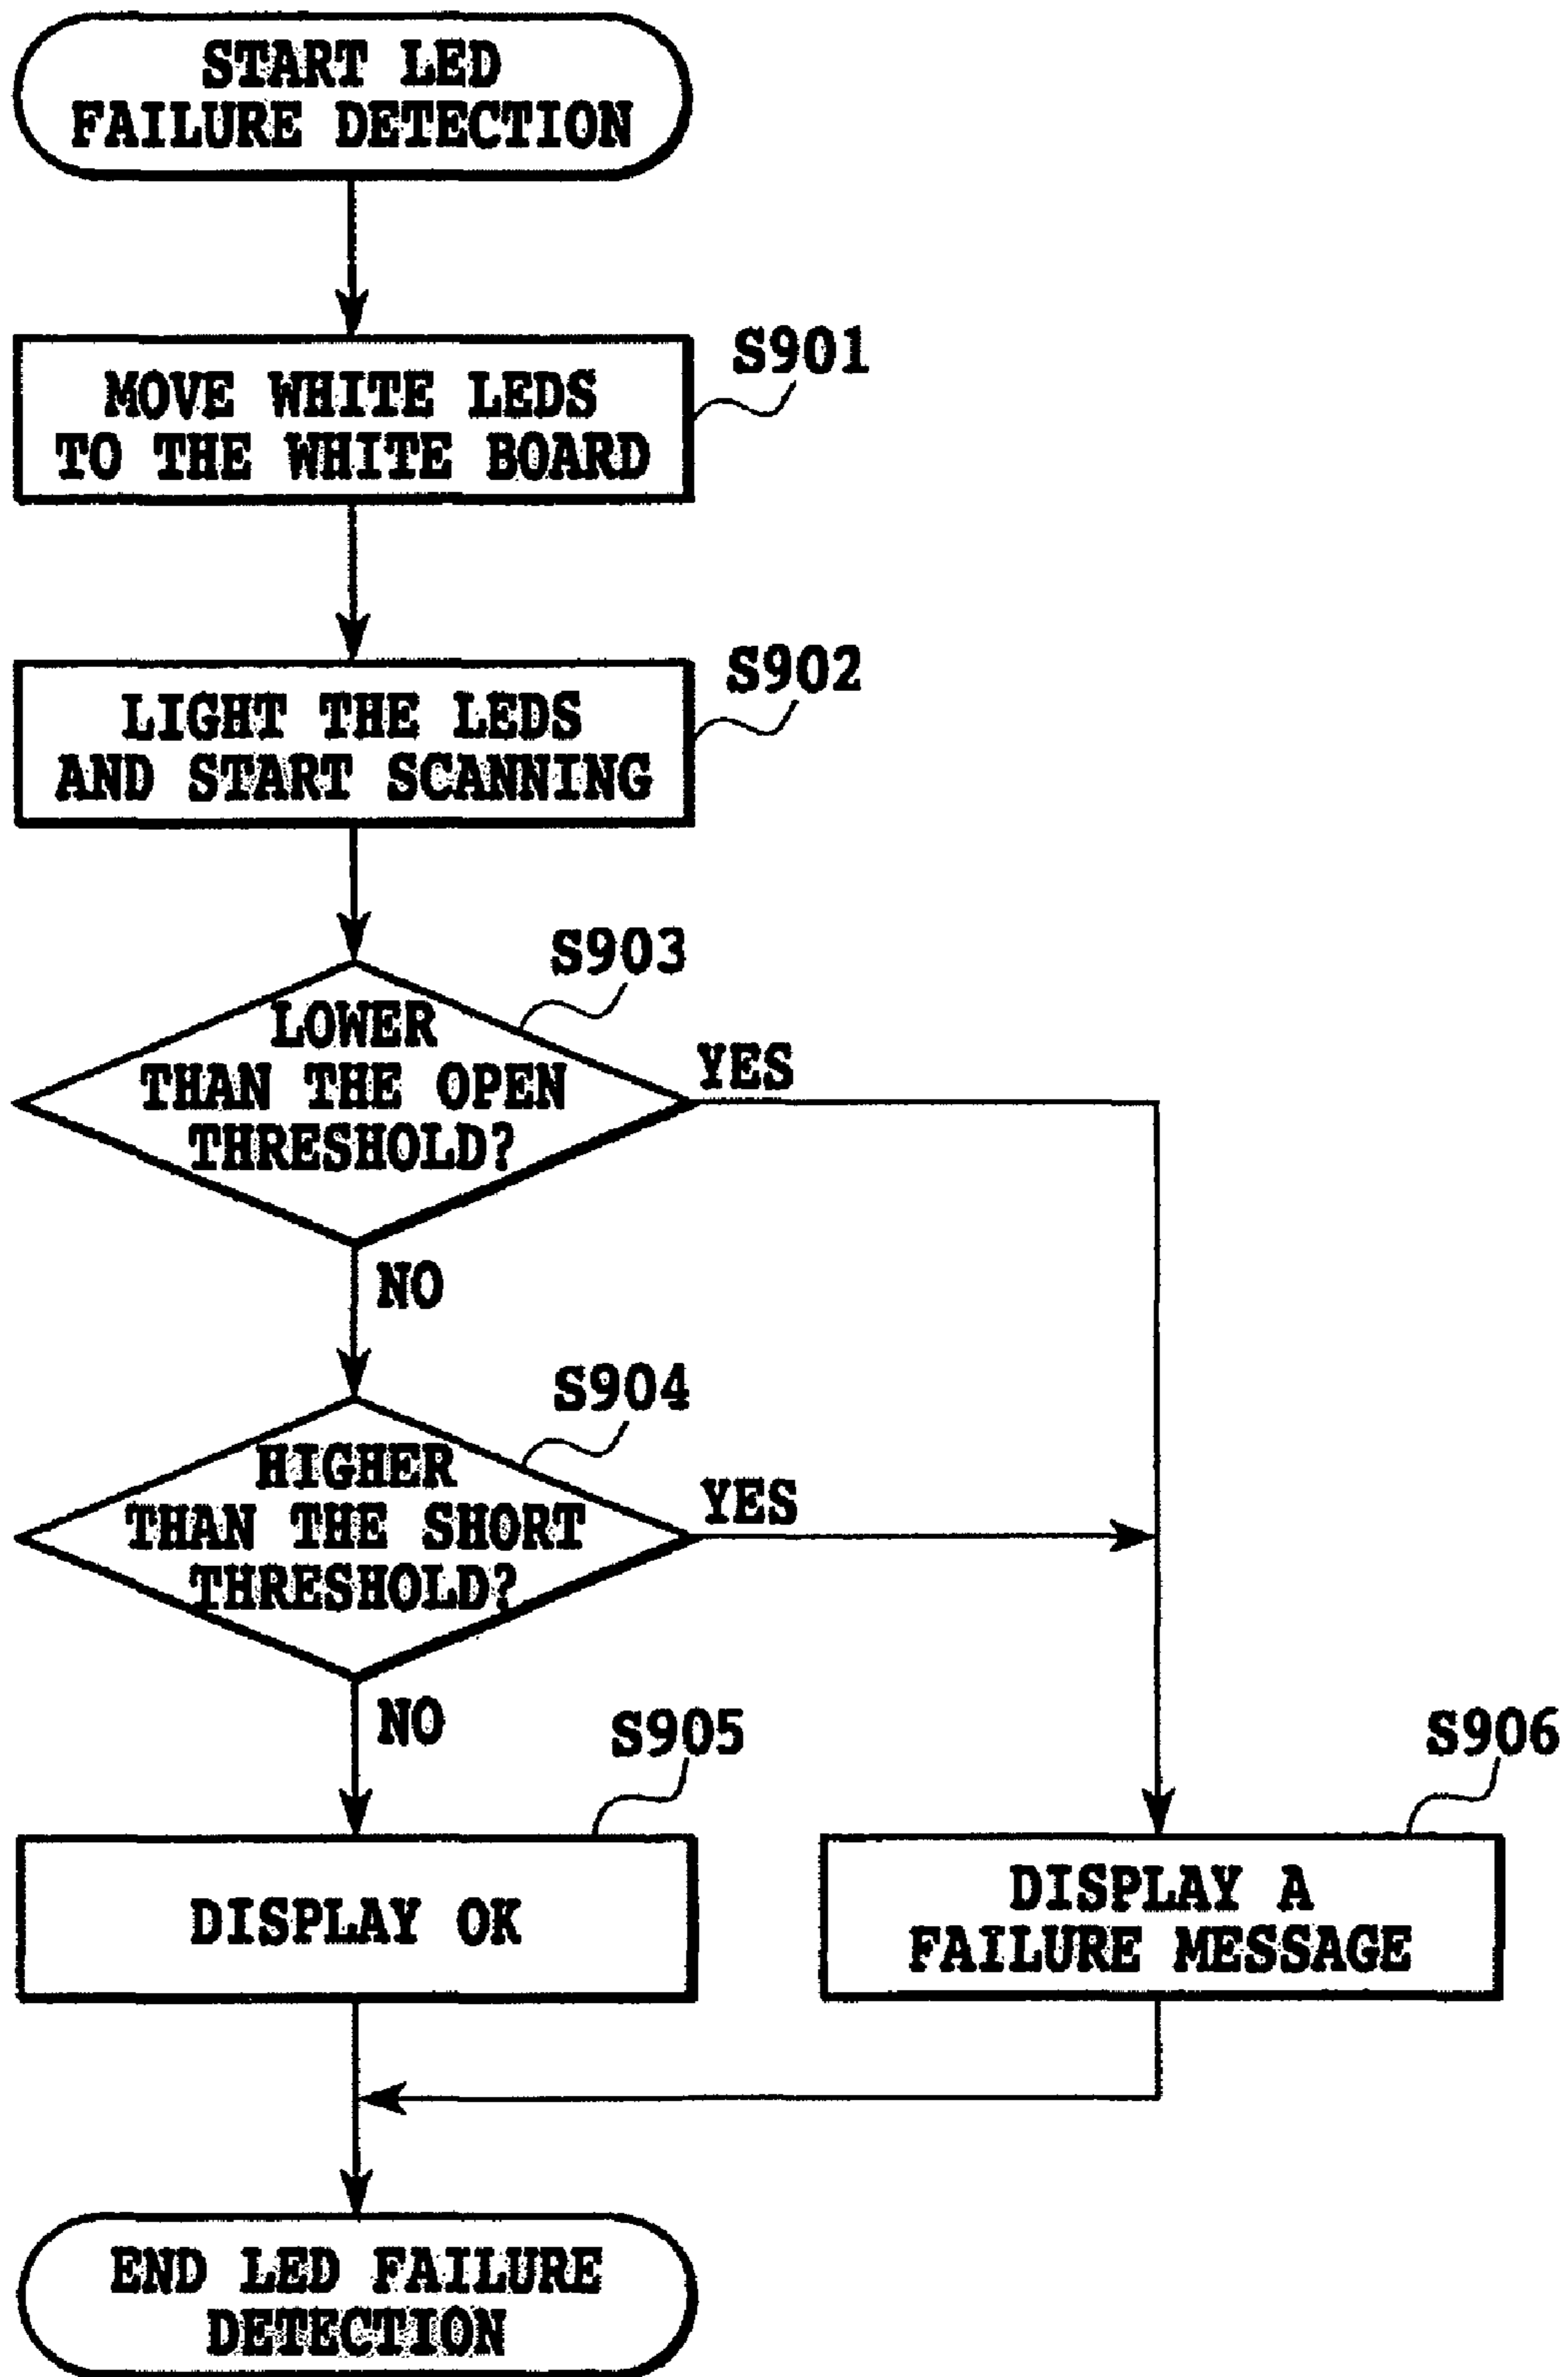 START LED
FAILURE DETECTION
S901
MOVE WHITE LEDS
TO THE WHITE BOARD
S902
LIGHT THE LEDS
AND START SCANNING
S903
LOWER
THAN THE OPEN
THRESHOLD?
YES
NO
S904
HIGHER
THAN THE SHORT
THRESHOLD?
YES
NO
S905
DISPLAY OK
S906
DISPLAY A
FAILURE MESSAGE
END LED FAILURE
DETECTION